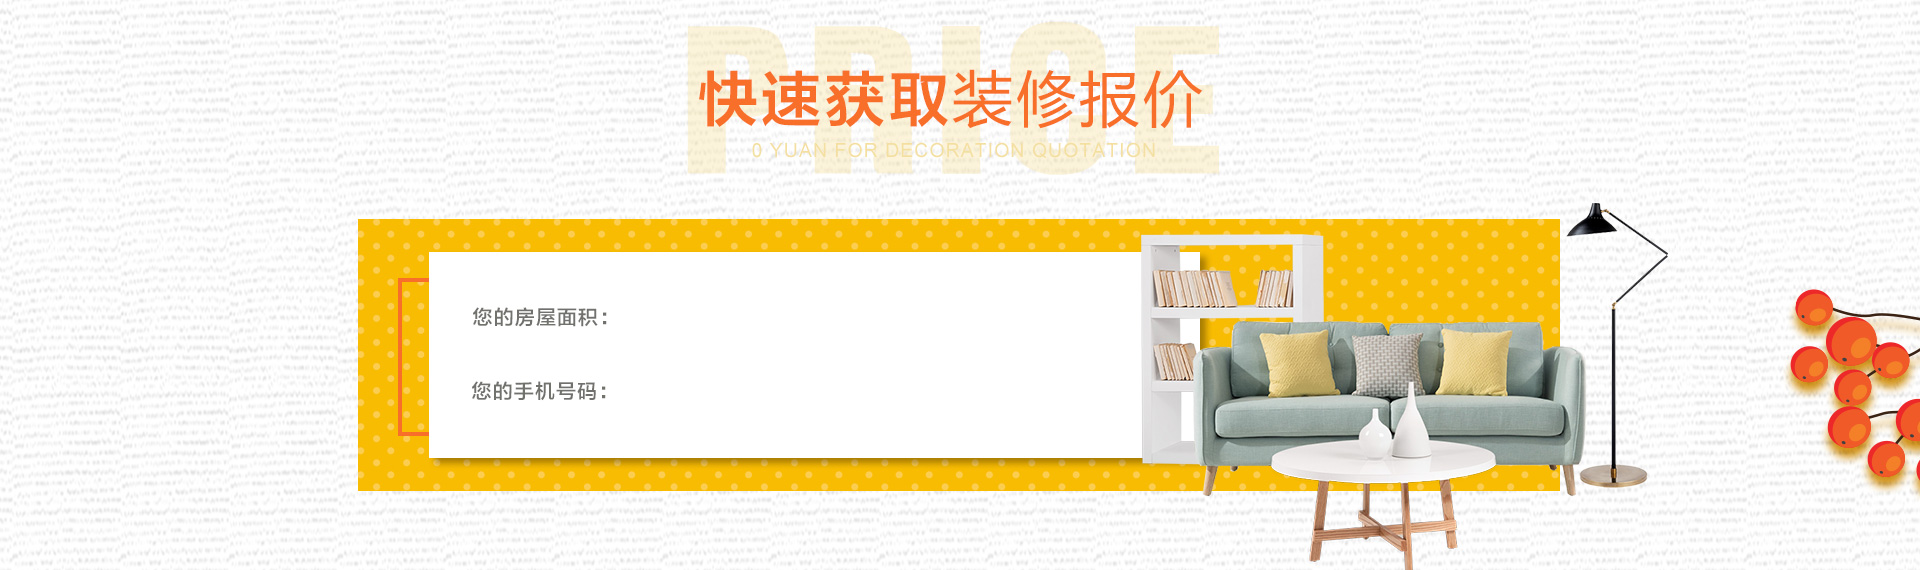 PRICE
快速获取装修报价
0 YUAN FOR DECORATION QUOTATION
您的房屋面积：
您的手机号码：